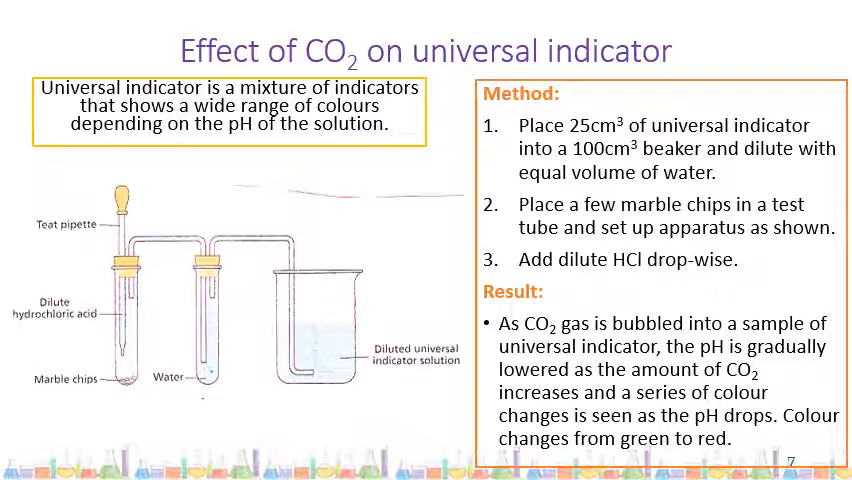 Effect of CO₂ on universal indicator
Universal indicator is a mixture of indicators
that shows a wide range of colours
depending on the pH of the solution.
Teat pipette
Dilute
hydrochloric acid
Marble chips
Water
Diluted universal
indicator solution
Method:
1. Place 25cm³ of universal indicator
into a 100cm³ beaker and dilute with
equal volume of water.
2. Place a few marble chips in a test
tube and set up apparatus as shown.
3. Add dilute HCl drop-wise.
Result:
• As CO₂ gas is bubbled into a sample of
universal indicator, the pH is gradually
lowered as the amount of CO₂
increases and a series of colour
changes is seen as the pH drops. Colour
changes from green to red.
7